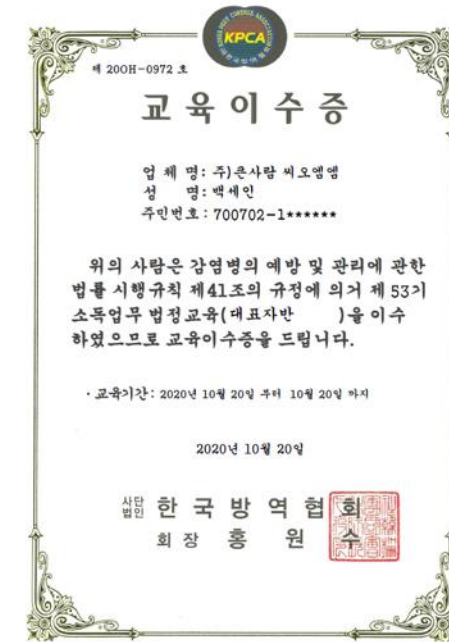 KPCA
제 20OH-0972 호
교육이수증
업 체 명: 주)큰사람 씨오엠엠
성 명: 백세인
주민번호: 700702-1******
위의 사람은 감염병의 예방 및 관리에 관한
법률 시행규칙 제41조의 규정에 의거 제 53기
소독업무 법정교육(대표자반 )을 이수
하였으므로 교육이수증을 드립니다.
· 교육기간: 2020년 10월 20일 부터 10월 20일 까지
2020년 10월 20일
사단법인 한국방역협회
회장 홍 원 수